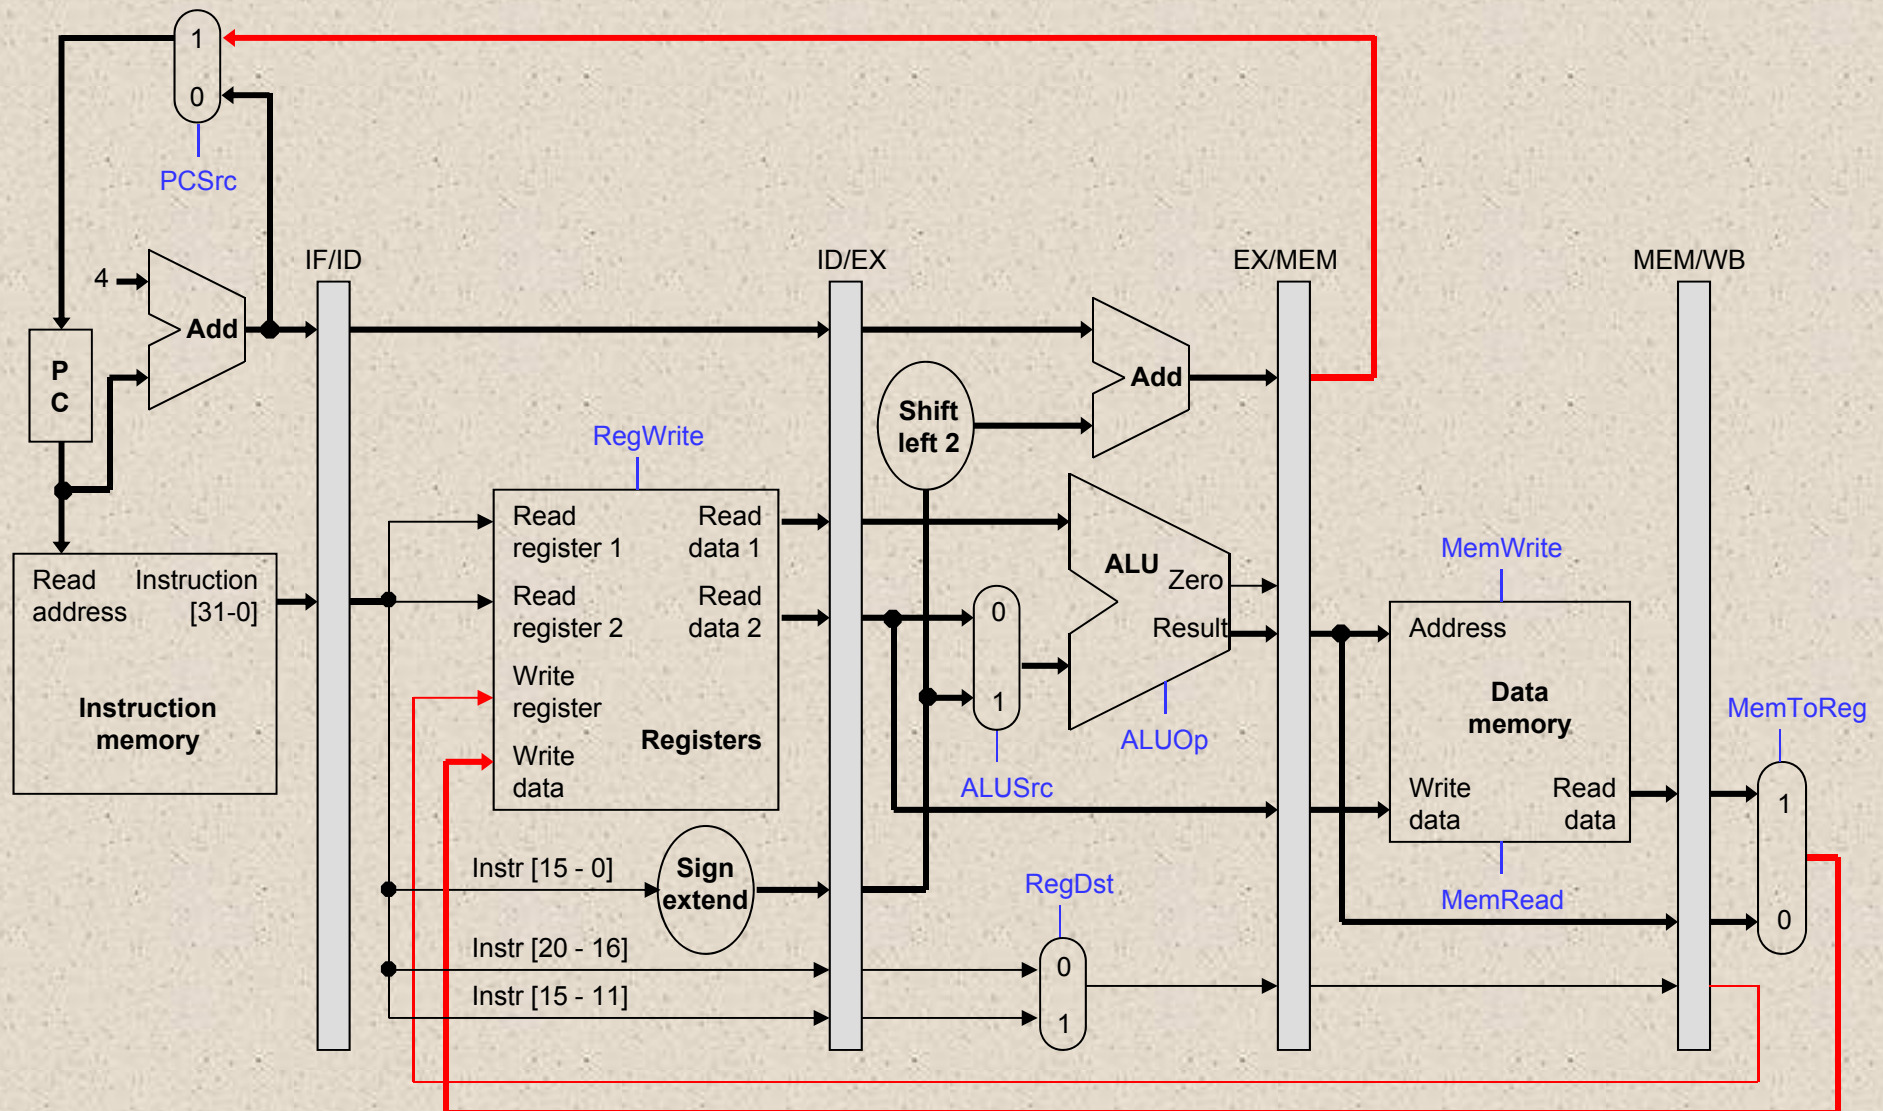 1
0
PCSrc
IF/ID
ID/EX
EX/MEM
MEM/WB
4
Add
P
C
Add
Shift
left 2
RegWrite
Read
register 1
Read
data 1
Read
register 2
Read
data 2
Write
register
Write
data
Registers
Read
address
Instruction
[31-0]
Instruction
memory
0
1
ALUSrc
ALU
Zero
Result
ALUOp
MemWrite
Address
Data
memory
Write
data
Read
data
MemRead
MemToReg
1
0
Instr [15 - 0]
Sign
extend
Instr [20 - 16]
Instr [15 - 11]
RegDst
0
1